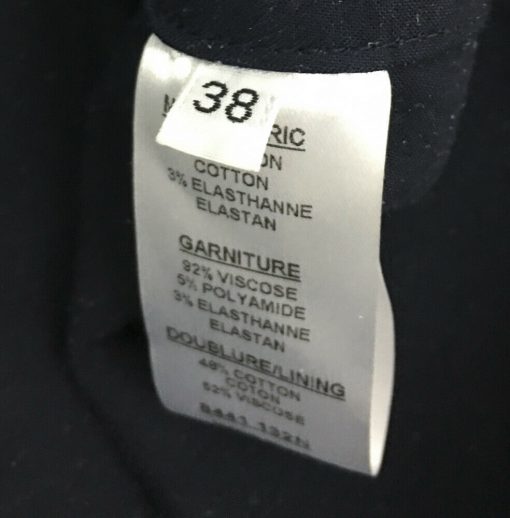 38
RIC
ON
COTTON
3% ELASTHANNE
ELASTAN
GARNITURE
92% VISCOSE
5% POLYAMIDE
3% ELASTHANNE
ELASTAN
DOUBLURE/LINING
48% COTTON
COTON
52% VISCOSE